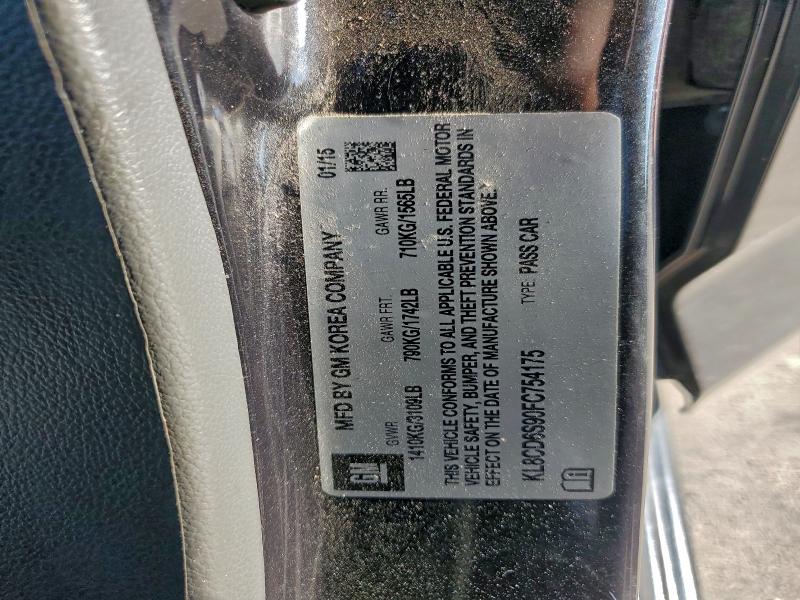 GM
MFD BY GM KOREA COMPANY 01/15
GVWR GAWR FRT. GAWR RR.
1410KG/3109LB 790KG/1742LB 710KG/1565LB
THIS VEHICLE CONFORMS TO ALL APPLICABLE U.S. FEDERAL MOTOR
VEHICLE SAFETY, BUMPER, AND THEFT PREVENTION STANDARDS IN
EFFECT ON THE DATE OF MANUFACTURE SHOWN ABOVE.
KL8CD6S90FC754175 TYPE: PASS CAR